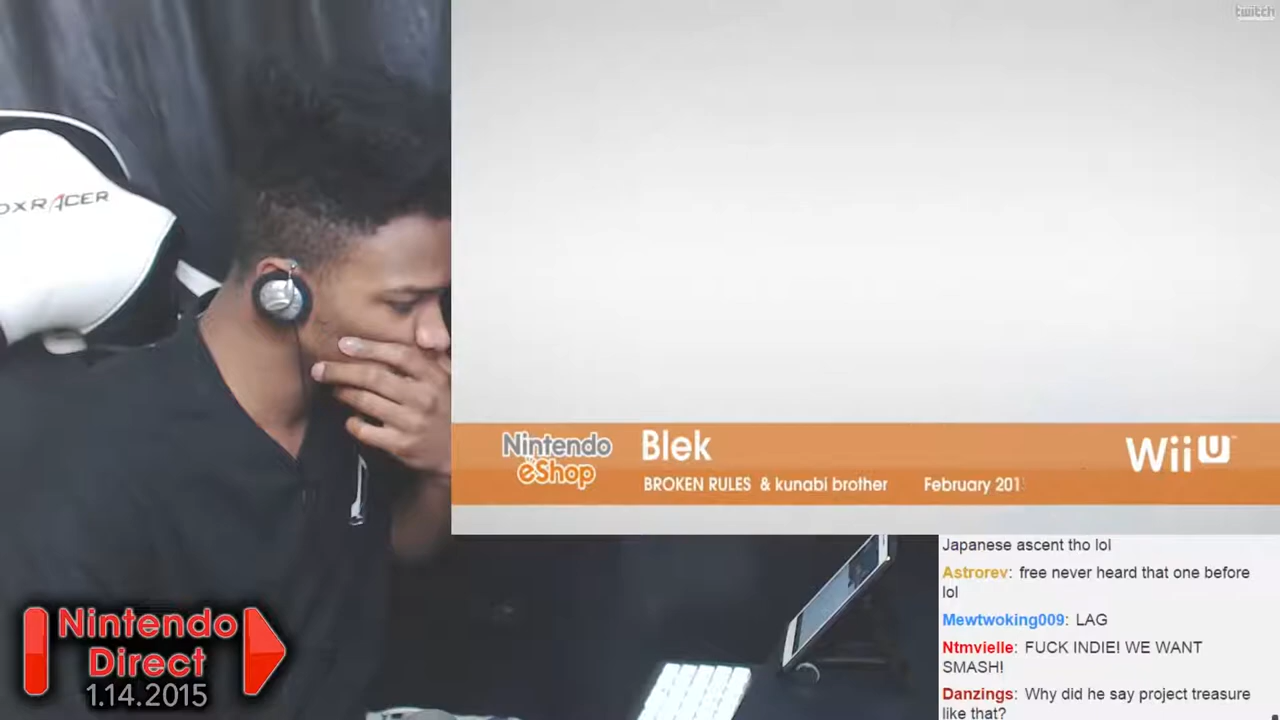 twitch
DXRACER
Nintendo eShop
Blek
WiiU
BROKEN RULES & kunabi brother
February 201
Japanese ascent tho lol
Astrorev: free never heard that one before
lol
Mewtwoking009: LAG
Ntmvielle: FUCK INDIE! WE WANT
SMASH!
Danzings: Why did he say project treasure
like that?
Nintendo
Direct
1.14.2015